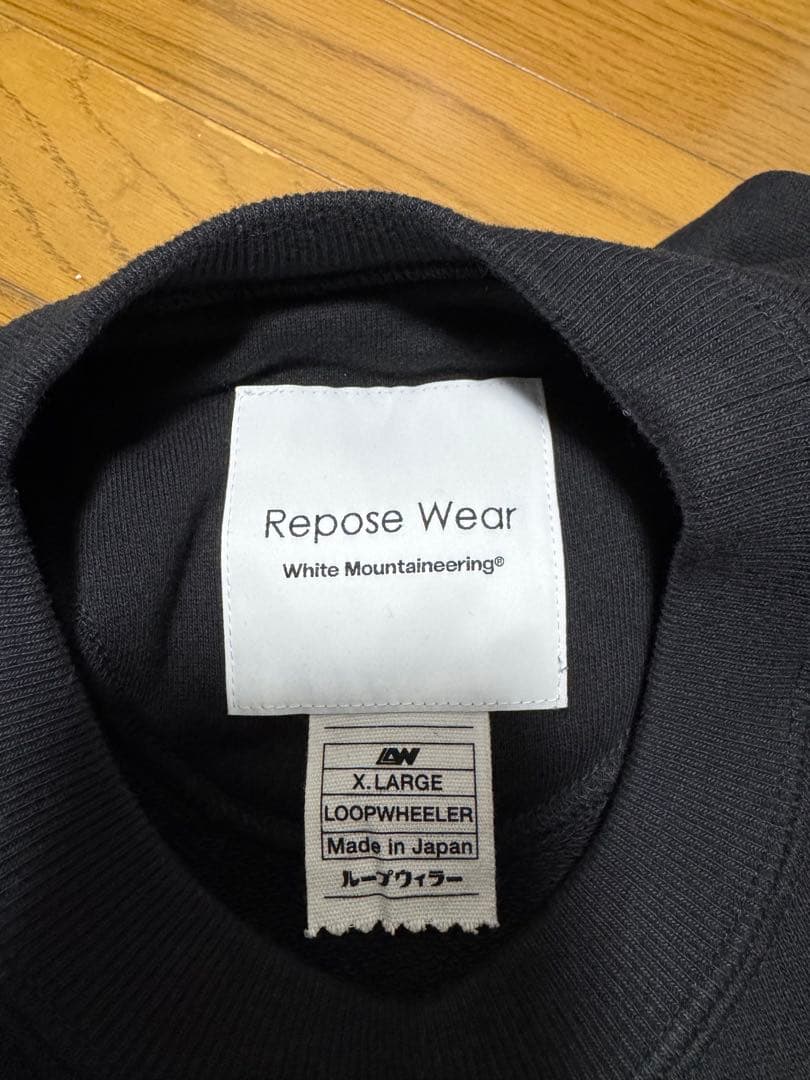 Repose Wear
White Mountaineering®
LW
X.LARGE
LOOPWHEELER
Made in Japan
ループウィラー